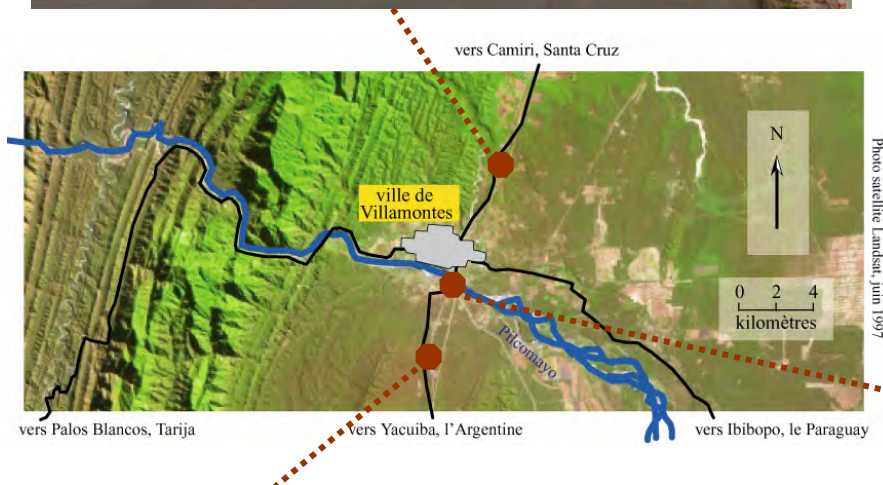 vers Camiri, Santa Cruz
N
ville de
Villamontes
0 2 4
kilomètres
Pilcomayo
Photo satellite Landsat, juin 1997
vers Palos Blancos, Tarija
vers Yacuiba, l'Argentine
vers Ibibopo, le Paraguay